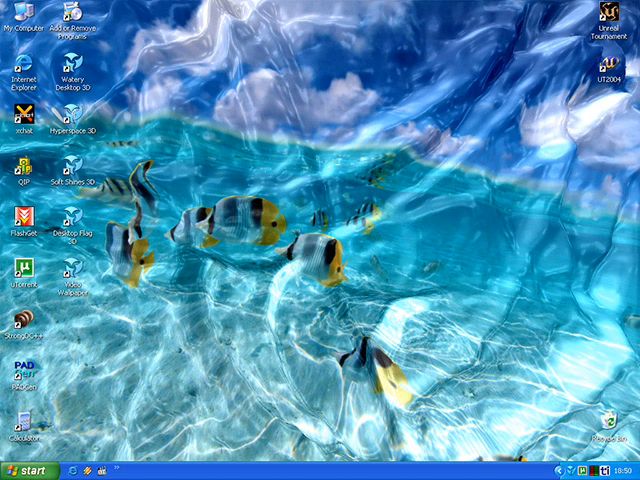 My Computer
Add or Remove
Programs
Unreal
Tournament
Internet
Explorer
Watery
Desktop 3D
UT2004
xchat
Hyperspace 3D
QIP
Soft Shines 3D
FlashGet
Desktop Flag
3D
uTorrent
Video
Wallpaper
StrongDC++
PAD
Gen
PADGen
Calculator
Recycle Bin
start
18:50